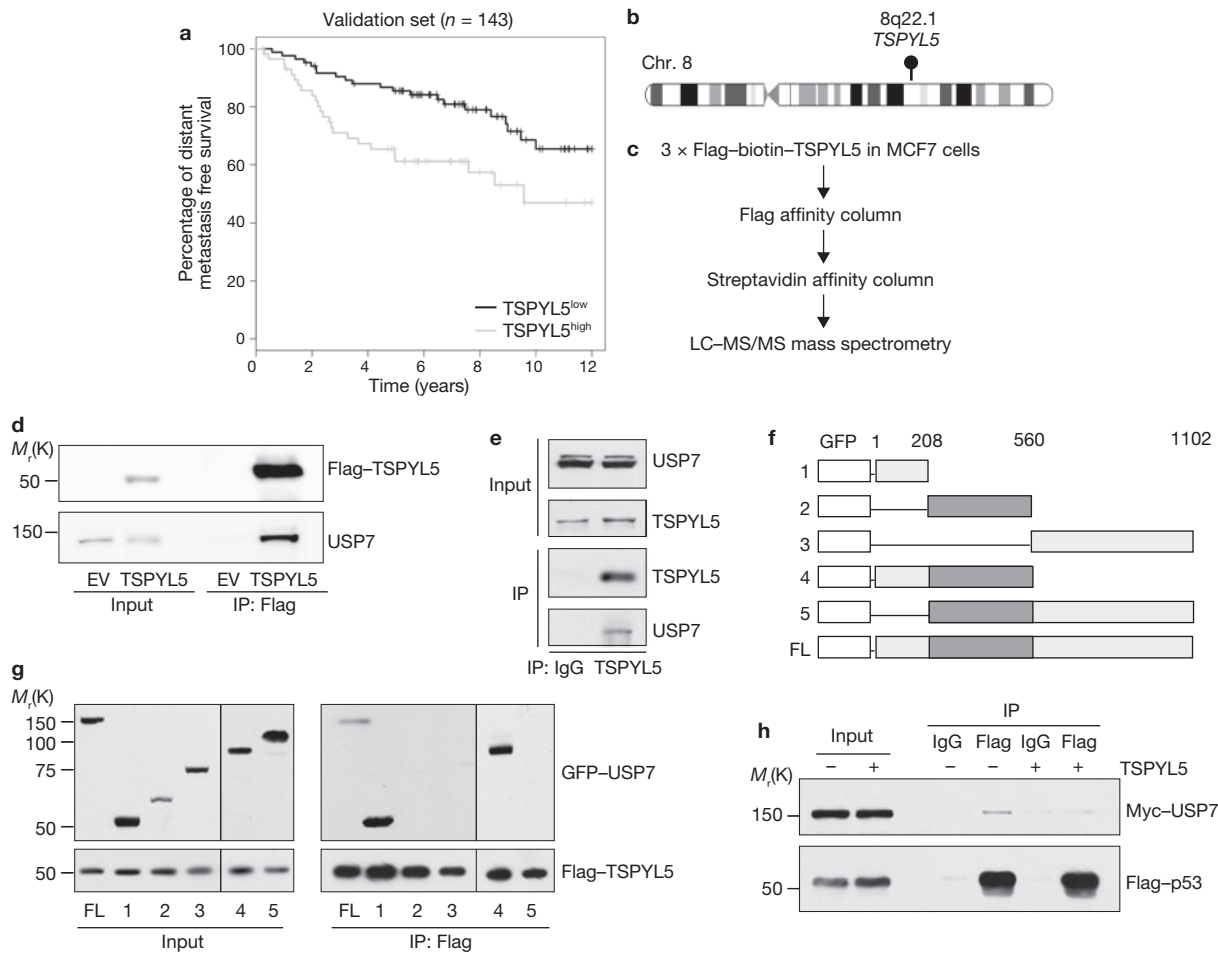 a
Validation set (n = 143)
100
80
60
40
20
0
Percentage of distant
metastasis free survival
TSPYL5low
TSPYL5high
0 2 4 6 8 10 12
Time (years)
b
8q22.1
TSPYL5
Chr. 8
c 3 × Flag–biotin–TSPYL5 in MCF7 cells
Flag affinity column
Streptavidin affinity column
LC–MS/MS mass spectrometry
d
Mr(K)
50
Flag–TSPYL5
150
USP7
EV TSPYL5 EV TSPYL5
Input IP: Flag
e
Input
USP7
TSPYL5
IP
TSPYL5
USP7
IP: IgG TSPYL5
f
GFP 1 208 560 1102
1
2
3
4
5
FL
g
Mr(K)
150
100
75
50
GFP–USP7
50
Flag–TSPYL5
FL 1 2 3 4 5 FL 1 2 3 4 5
Input IP: Flag
h
IP
Input IgG Flag IgG Flag
– + – – + + TSPYL5
Mr(K)
150
Myc–USP7
50
Flag–p53